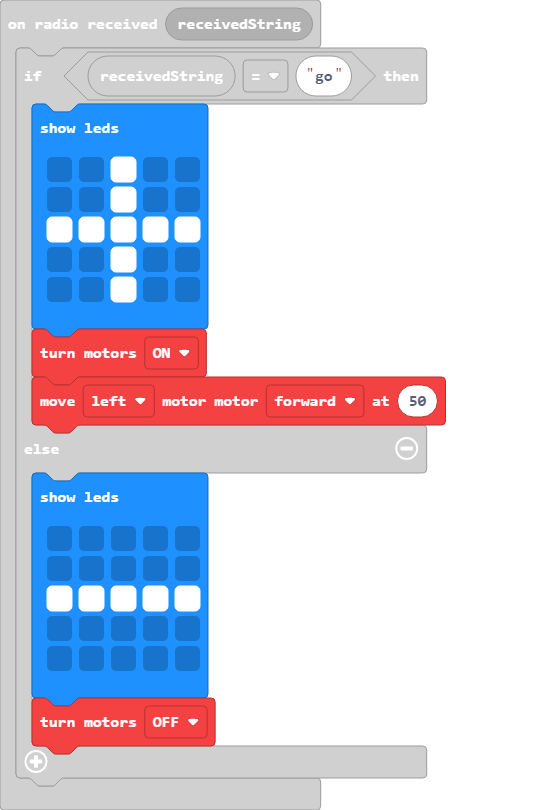 on radio received receivedString
if receivedString = "go" then
show leds
turn motors ON
move left motor motor forward at 50
else
show leds
turn motors OFF